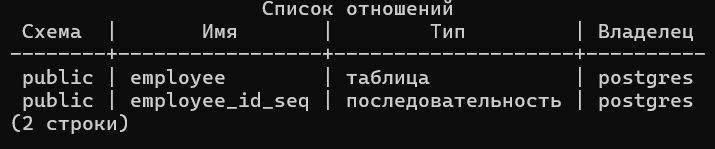 Список отношений
Схема | Имя | Тип | Владелец
--------+-----------------+--------------------+----------
public | employee | таблица | postgres
public | employee_id_seq | последовательность | postgres
(2 строки)